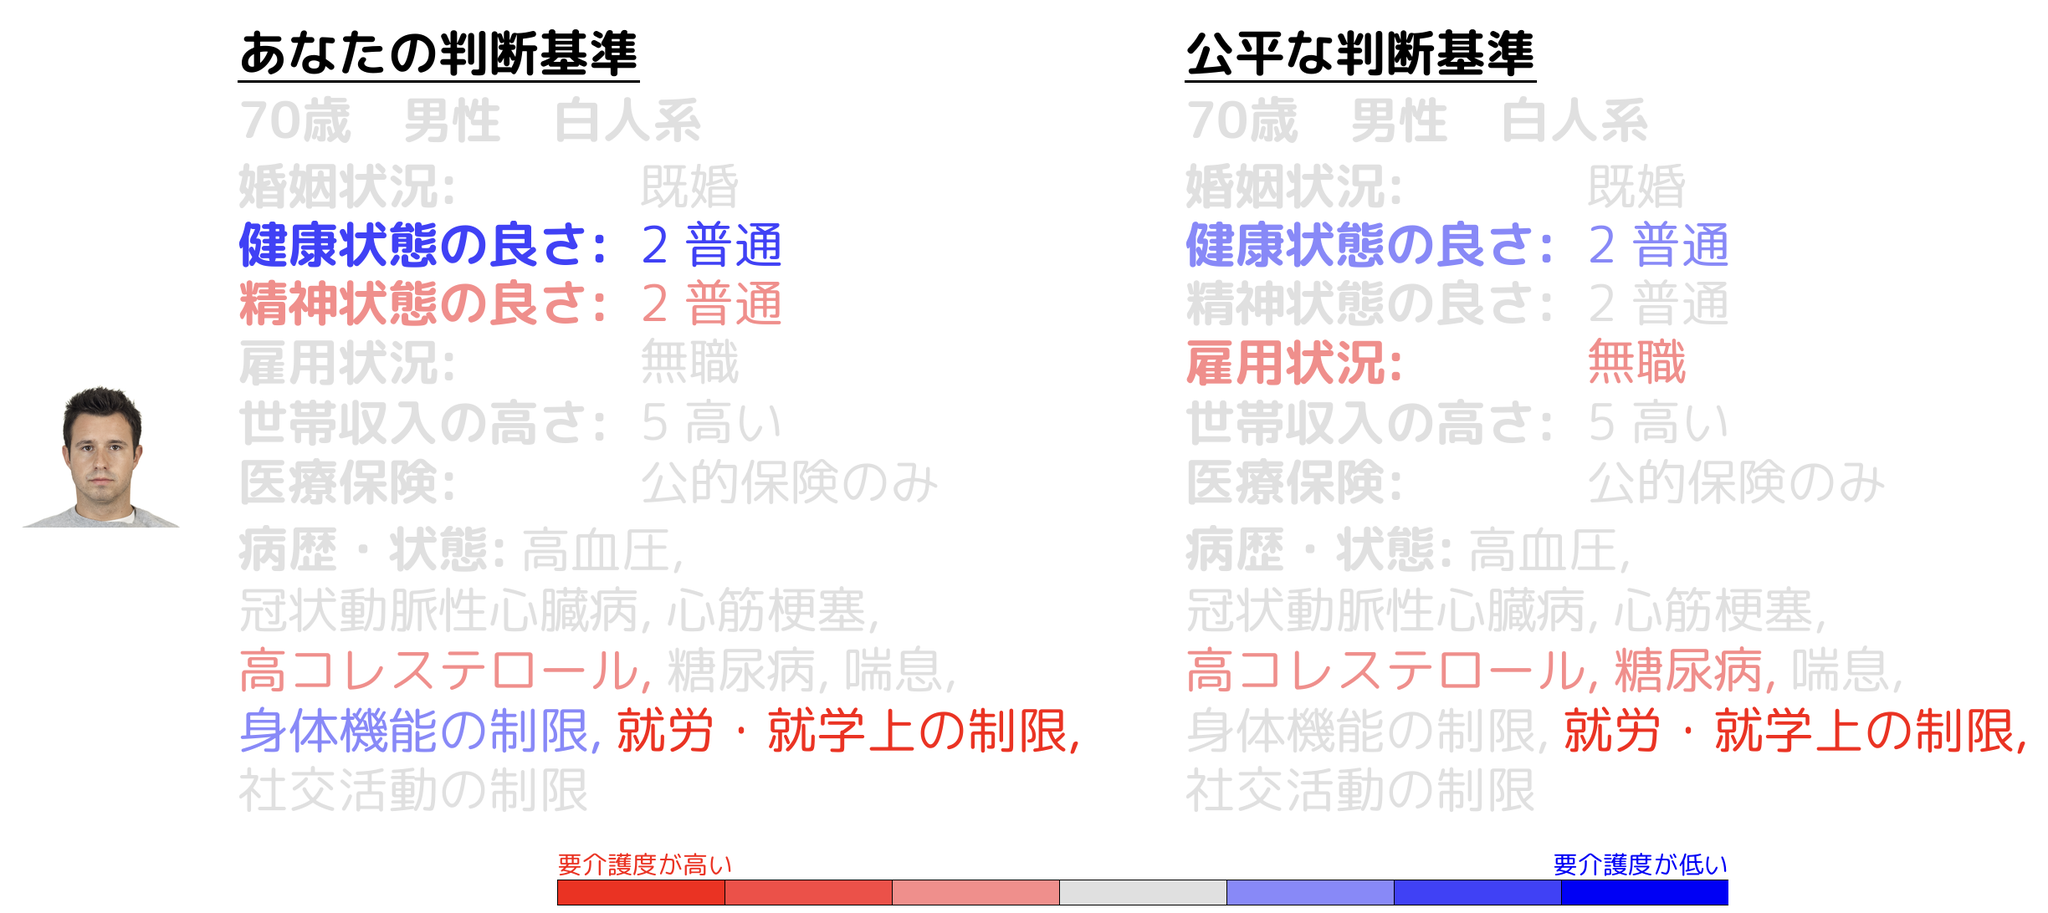 あなたの判断基準
70歳 男性 白人系
婚姻状況: 既婚
健康状態の良さ: 2 普通
精神状態の良さ: 2 普通
雇用状況: 無職
世帯収入の高さ: 5 高い
医療保険: 公的保険のみ
病歴・状態: 高血圧,
冠状動脈性心臓病, 心筋梗塞,
高コレステロール, 糖尿病, 喘息,
身体機能の制限, 就労・就学上の制限,
社交活動の制限
公平な判断基準
70歳 男性 白人系
婚姻状況: 既婚
健康状態の良さ: 2 普通
精神状態の良さ: 2 普通
雇用状況: 無職
世帯収入の高さ: 5 高い
医療保険: 公的保険のみ
病歴・状態: 高血圧,
冠状動脈性心臓病, 心筋梗塞,
高コレステロール, 糖尿病, 喘息,
身体機能の制限, 就労・就学上の制限,
社交活動の制限
要介護度が高い
要介護度が低い